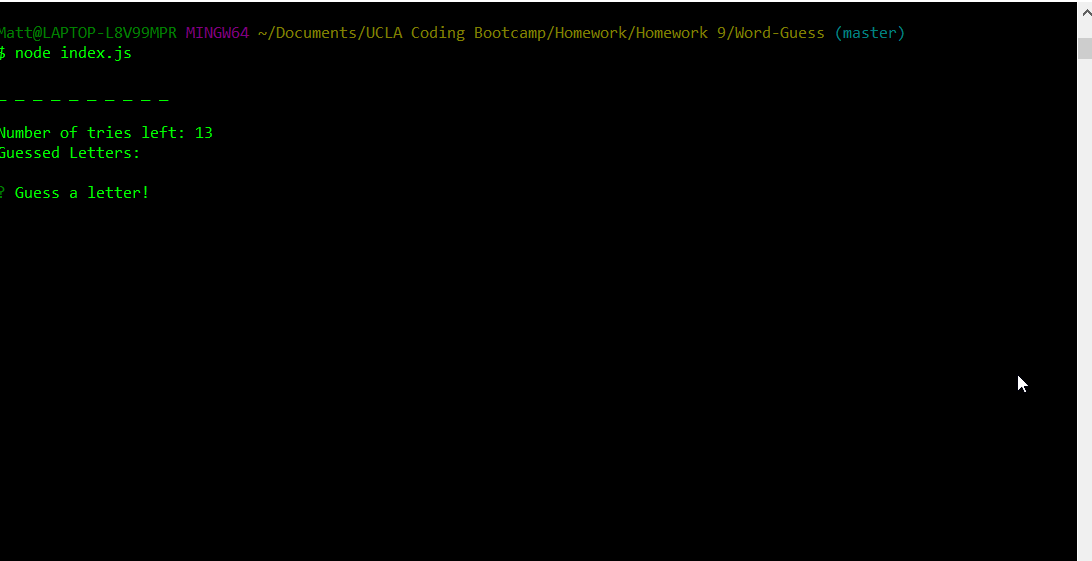 Matt@LAPTOP-L8V99MPR MINGW64 ~/Documents/UCLA Coding Bootcamp/Homework/Homework 9/Word-Guess (master)
$ node index.js
_ _ _ _ _ _ _ _ _ _
Number of tries left: 13
Guessed Letters:
? Guess a letter!